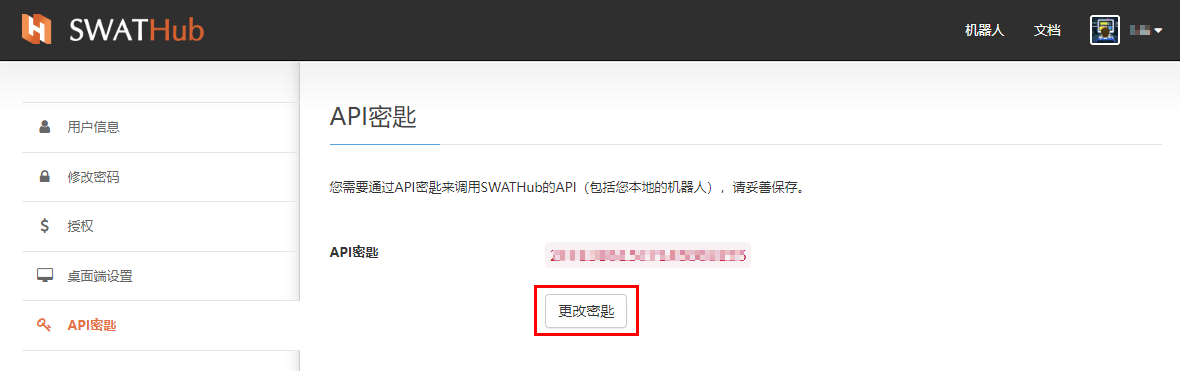 SWATHub
机器人 文档
用户信息
修改密码
授权
桌面端设置
API密匙
API密匙
您需要通过API密匙来调用SWATHub的API（包括您本地的机器人），请妥善保存。
API密匙
更改密匙